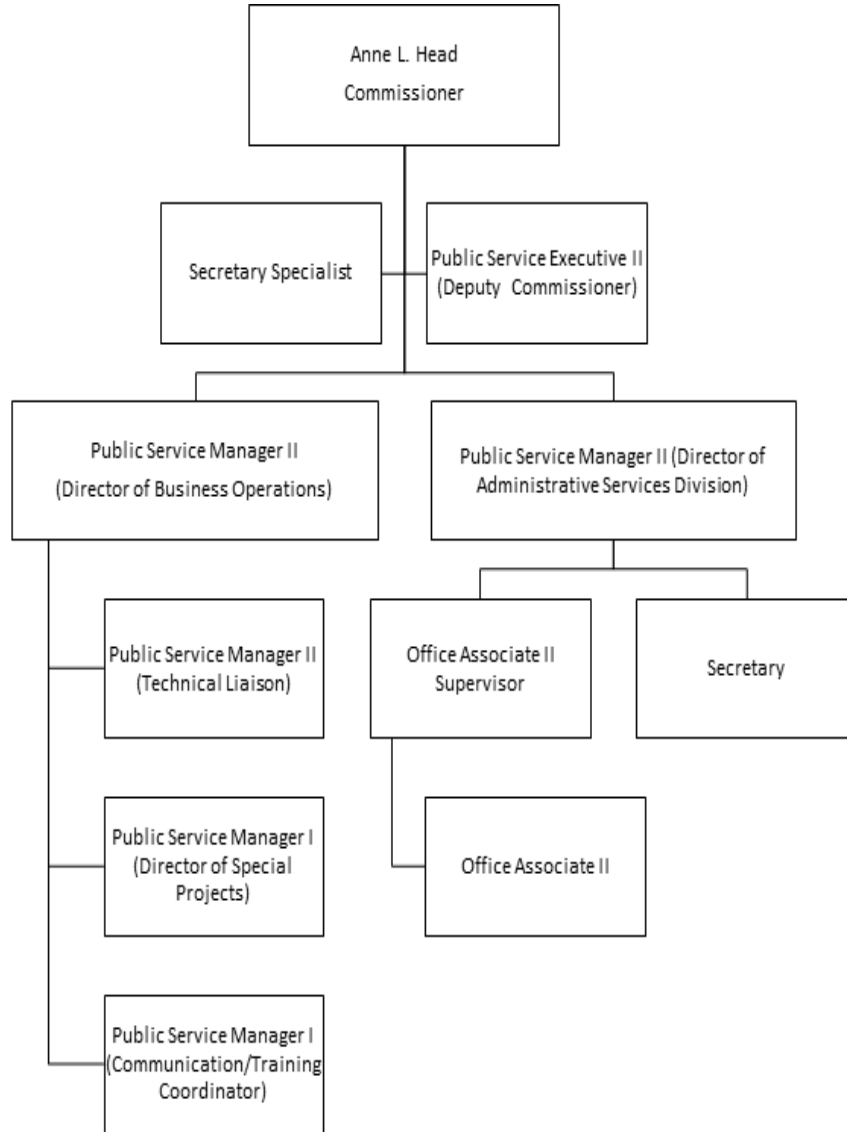 Anne L. Head
Commissioner
Secretary Specialist
Public Service Executive II
(Deputy Commissioner)
Public Service Manager II
(Director of Business Operations)
Public Service Manager II (Director of
Administrative Services Division)
Public Service Manager II
(Technical Liaison)
Office Associate II
Supervisor
Secretary
Public Service Manager I
(Director of Special
Projects)
Office Associate II
Public Service Manager I
(Communication/Training
Coordinator)